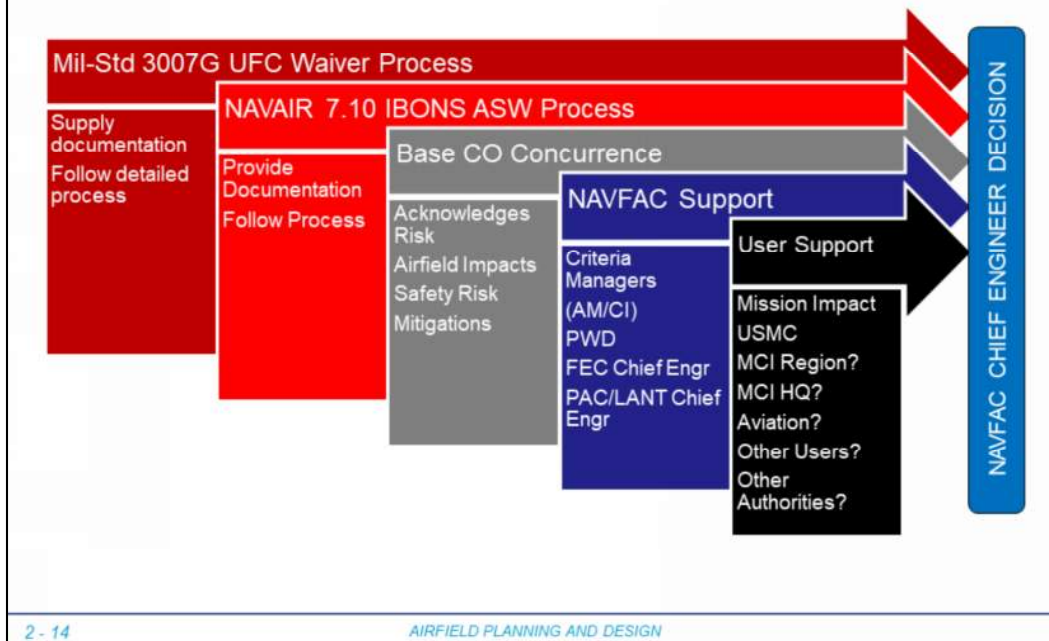 Mil-Std 3007G UFC Waiver Process
Supply
documentation
Follow detailed
process
NAVAIR 7.10 IBONS ASW Process
Provide
Documentation
Follow Process
Base CO Concurrence
Acknowledges
Risk
Airfield Impacts
Safety Risk
Mitigations
NAVFAC Support
Criteria
Managers
(AM/CI)
PWD
FEC Chief Engr
PAC/LANT Chief
Engr
User Support
Mission Impact
USMC
MCI Region?
MCI HQ?
Aviation?
Other Users?
Other
Authorities?
NAVFAC CHIEF ENGINEER DECISION
2 - 14
AIRFIELD PLANNING AND DESIGN